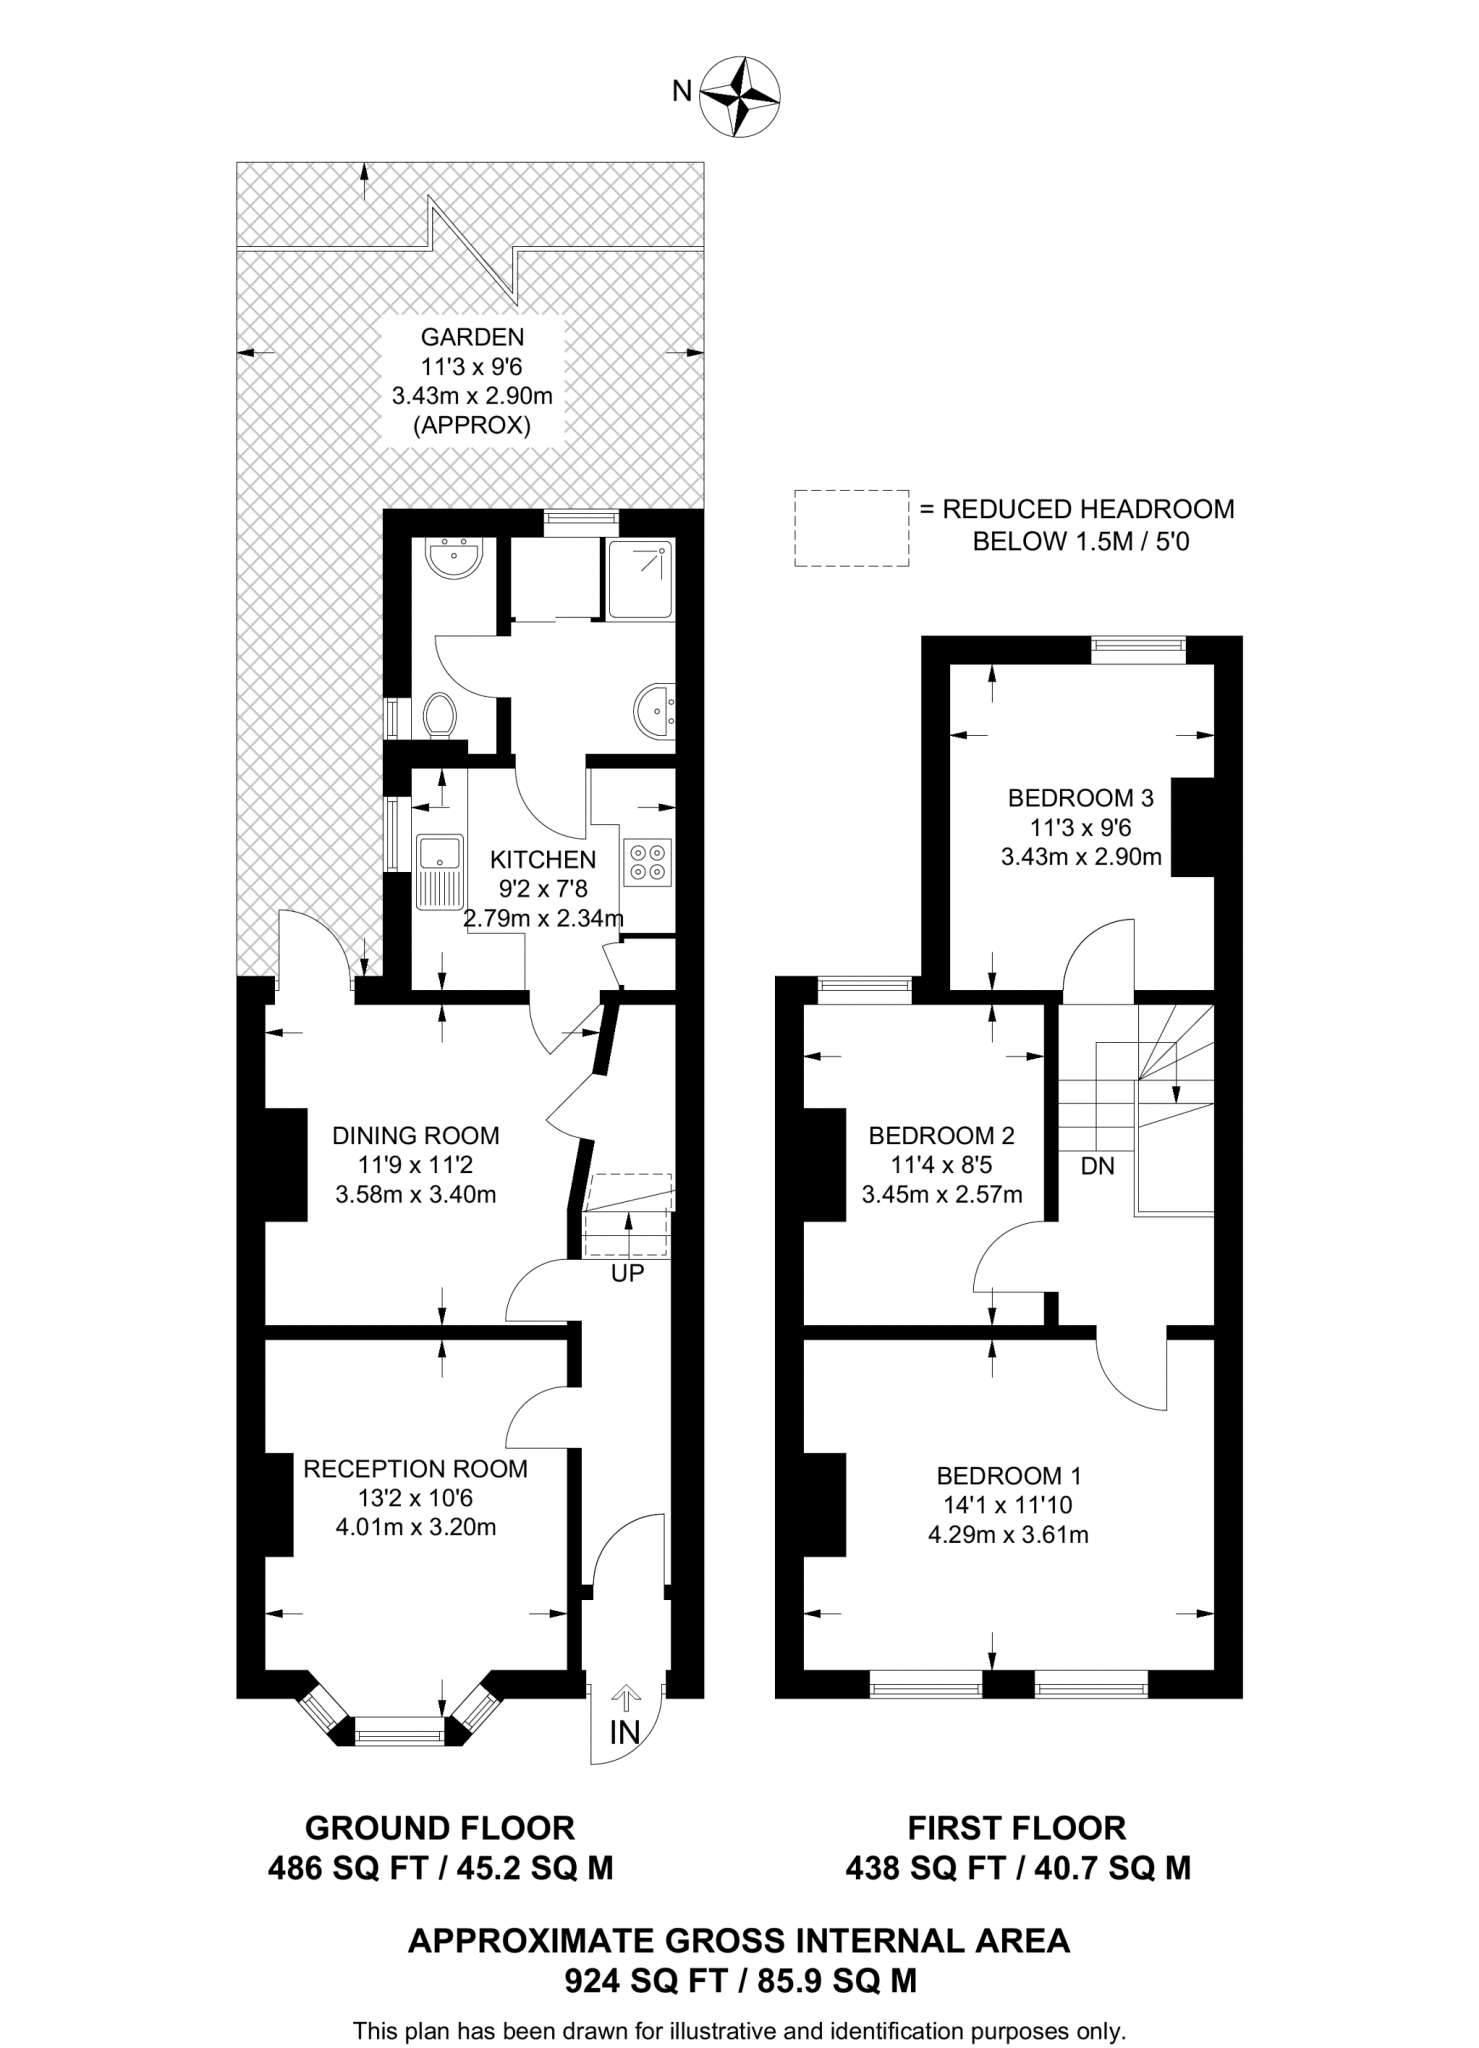 N
GARDEN
11'3 x 9'6
3.43m x 2.90m
(APPROX)
= REDUCED HEADROOM
BELOW 1.5M / 5'0
KITCHEN
9'2 x 7'8
2.79m x 2.34m
BEDROOM 3
11'3 x 9'6
3.43m x 2.90m
DINING ROOM
11'9 x 11'2
3.58m x 3.40m
UP
BEDROOM 2
11'4 x 8'5
3.45m x 2.57m
DN
RECEPTION ROOM
13'2 x 10'6
4.01m x 3.20m
IN
BEDROOM 1
14'1 x 11'10
4.29m x 3.61m
GROUND FLOOR
486 SQ FT / 45.2 SQ M
FIRST FLOOR
438 SQ FT / 40.7 SQ M
APPROXIMATE GROSS INTERNAL AREA
924 SQ FT / 85.9 SQ M
This plan has been drawn for illustrative and identification purposes only.